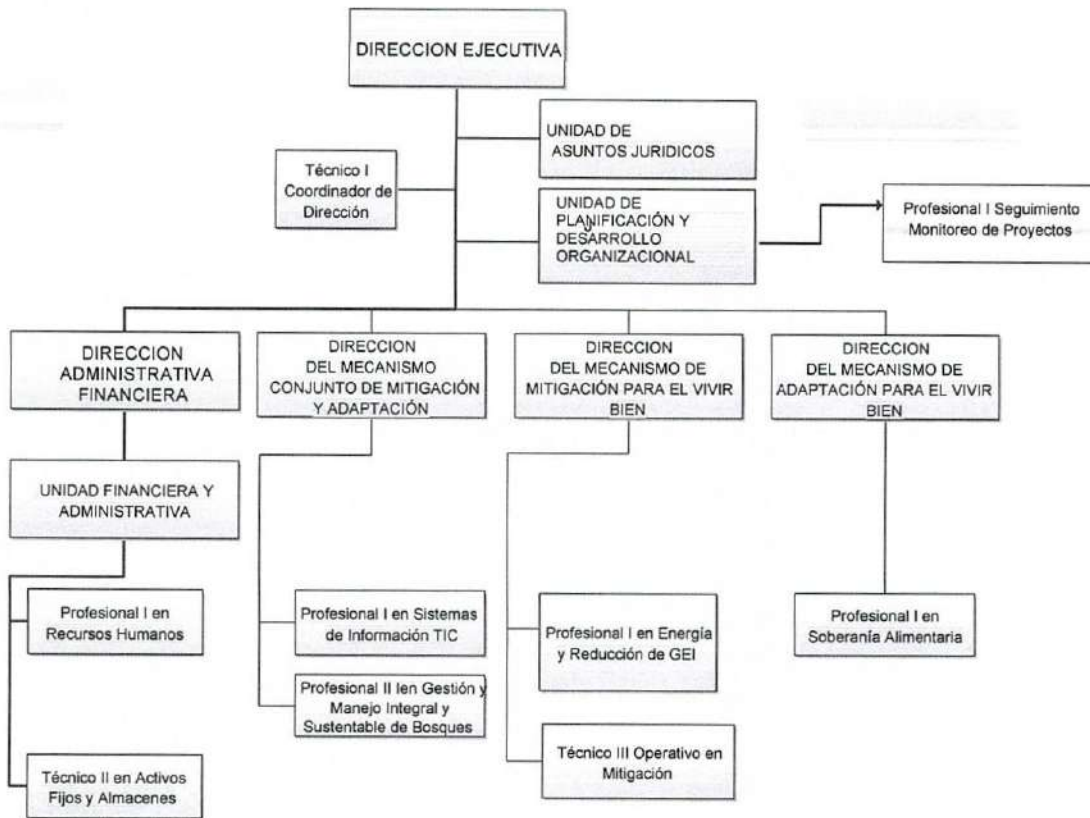 DIRECCION EJECUTIVA
UNIDAD DE
ASUNTOS JURIDICOS
Técnico I
Coordinador de
Dirección
UNIDAD DE
PLANIFICACIÓN Y
DESARROLLO
ORGANIZACIONAL
Profesional I Seguimiento
Monitoreo de Proyectos
DIRECCION
ADMINISTRATIVA
FINANCIERA
DIRECCION
DEL MECANISMO
CONJUNTO DE MITIGACIÓN
Y ADAPTACIÓN
DIRECCION
DEL MECANISMO DE
MITIGACIÓN PARA EL VIVIR
BIEN
DIRECCION
DEL MECANISMO DE
ADAPTACIÓN PARA EL VIVIR
BIEN
UNIDAD FINANCIERA Y
ADMINISTRATIVA
Profesional I en
Recursos Humanos
Profesional I en Sistemas
de Información TIC
Profesional I en Energía
y Reducción de GEI
Profesional I en
Soberanía Alimentaria
Profesional II Ien Gestión y
Manejo Integral y
Sustentable de Bosques
Técnico II en Activos
Fijos y Almacenes
Técnico III Operativo en
Mitigación